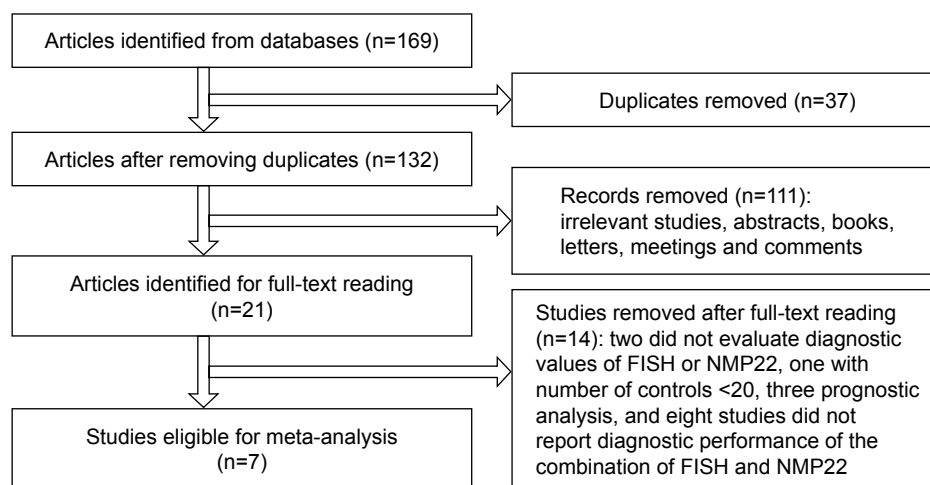 Articles identified from databases (n=169)
Duplicates removed (n=37)
Articles after removing duplicates (n=132)
Records removed (n=111):
irrelevant studies, abstracts, books,
letters, meetings and comments
Articles identified for full-text reading
(n=21)
Studies removed after full-text reading
(n=14): two did not evaluate diagnostic
values of FISH or NMP22, one with
number of controls <20, three prognostic
analysis, and eight studies did not
report diagnostic performance of the
combination of FISH and NMP22
Studies eligible for meta-analysis
(n=7)